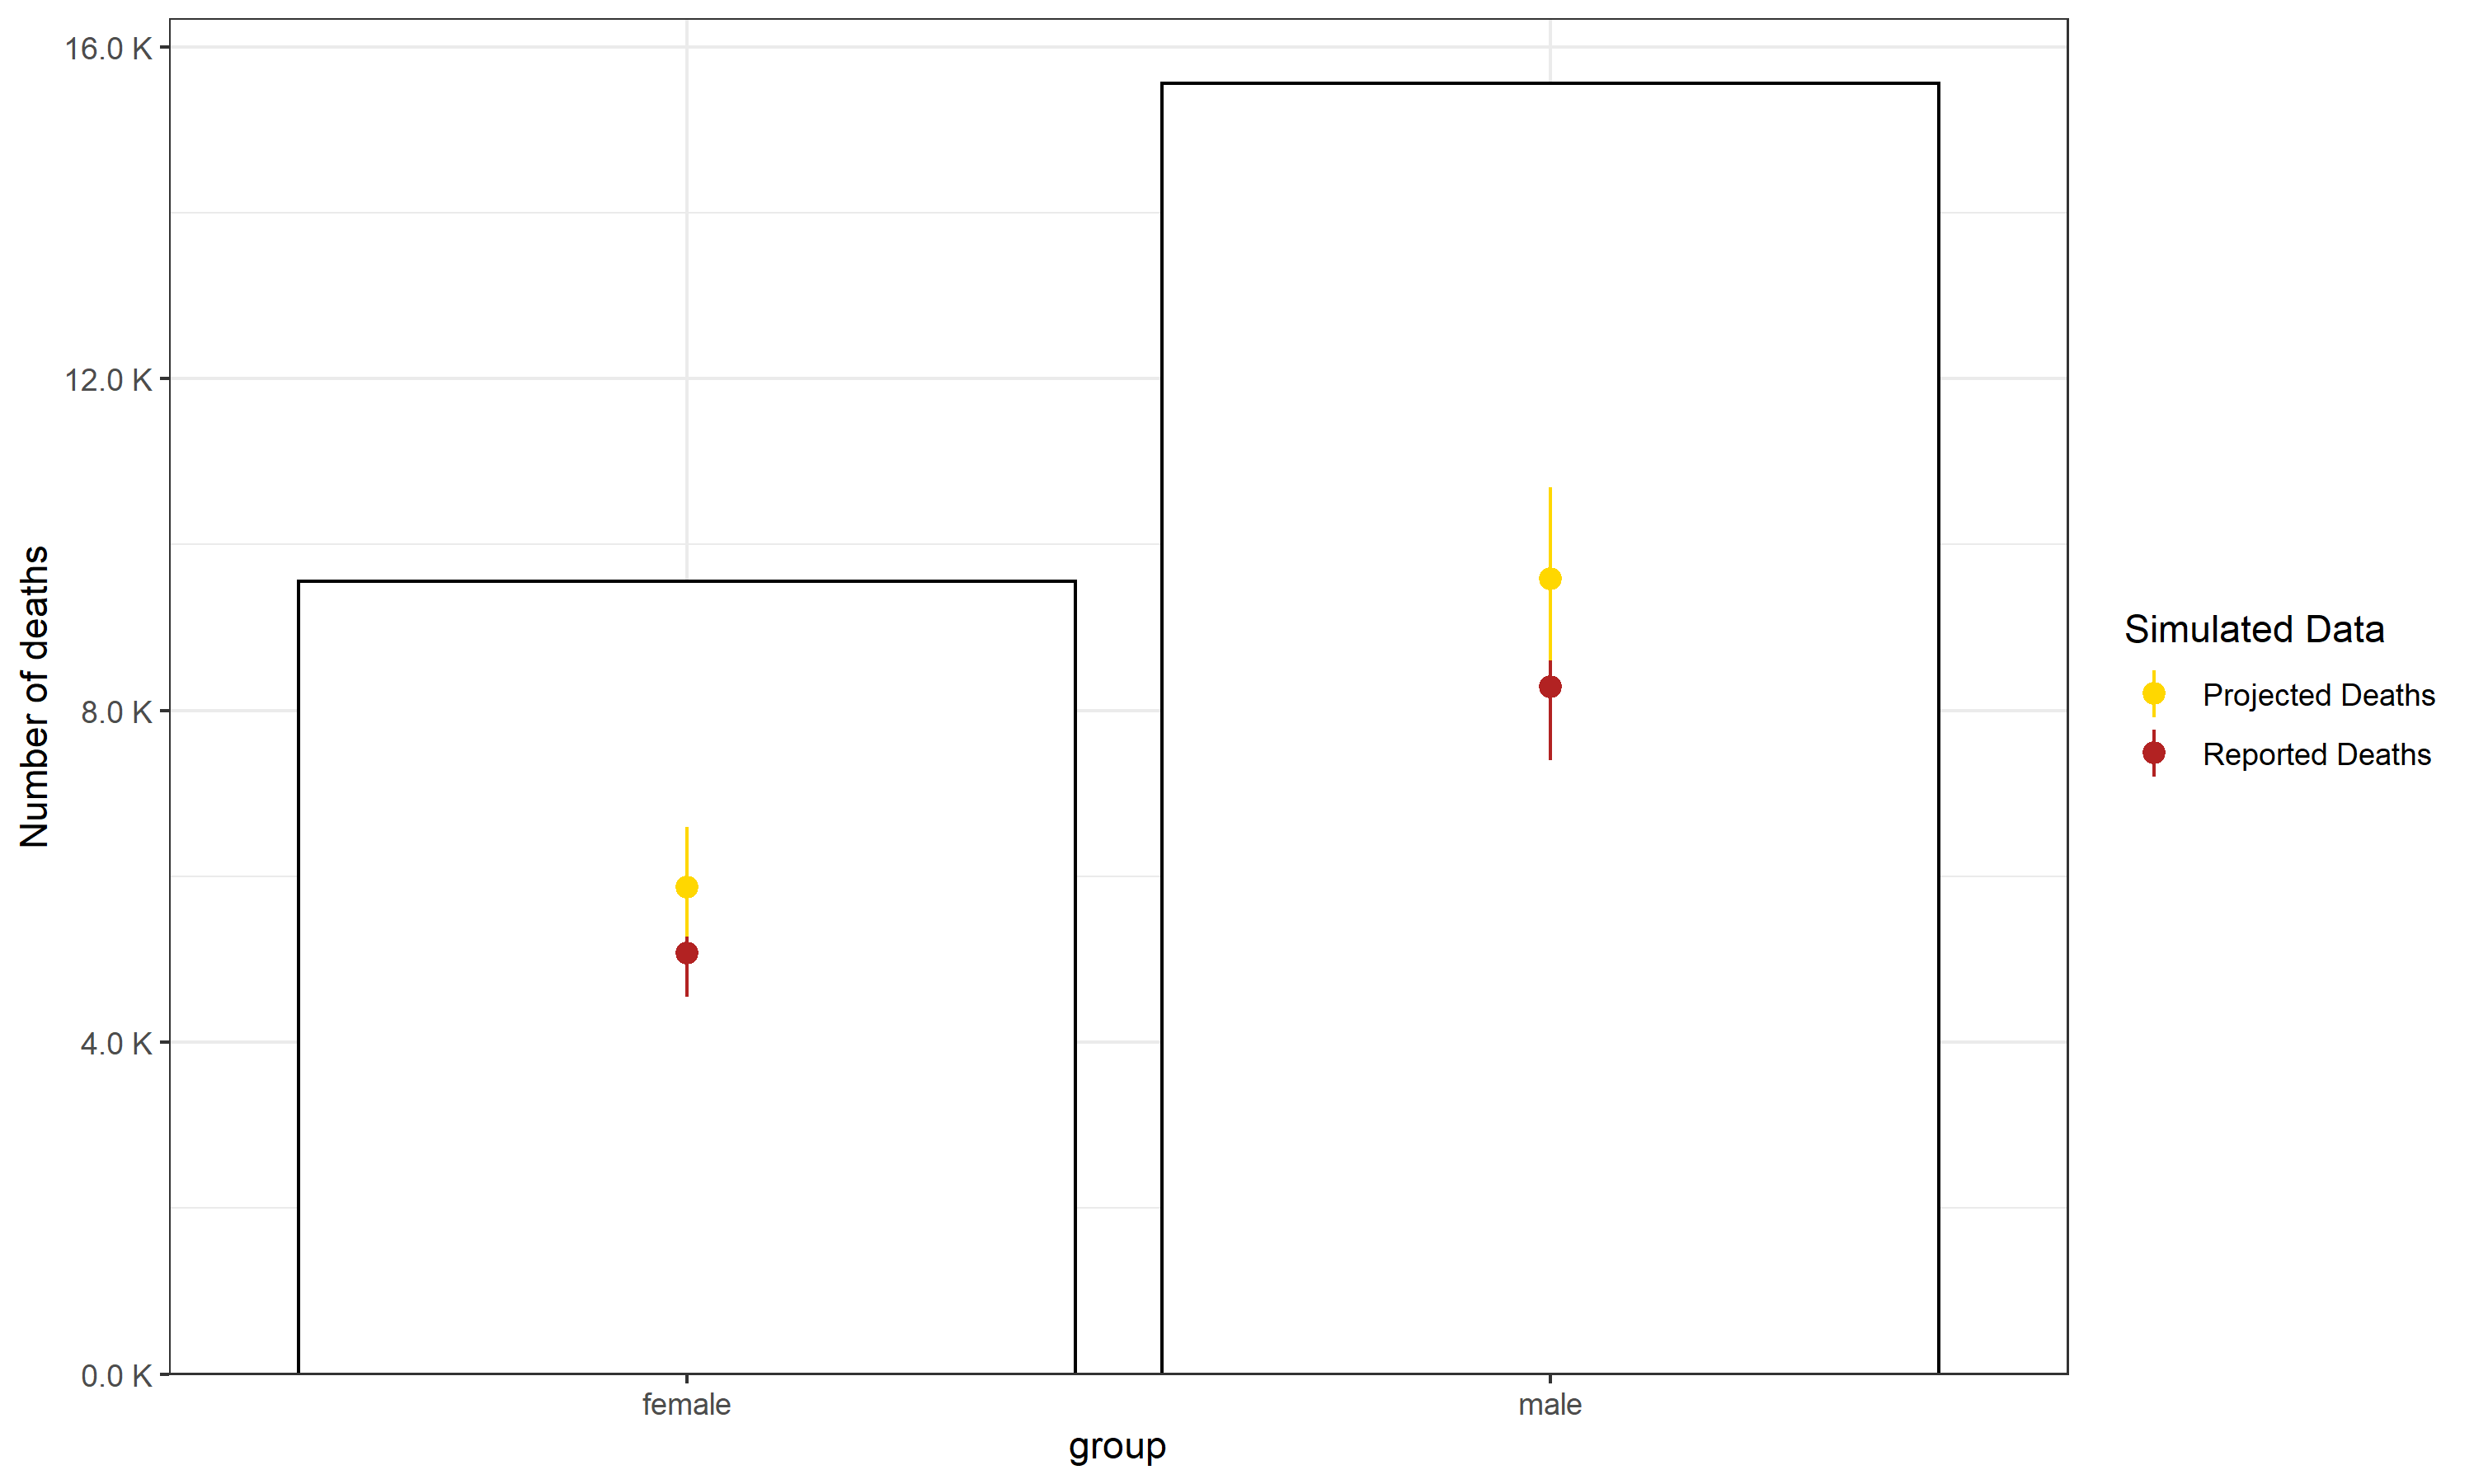 Number of deaths
16.0 K
12.0 K
8.0 K
4.0 K
0.0 K
female
male
group
Simulated Data
Projected Deaths
Reported Deaths